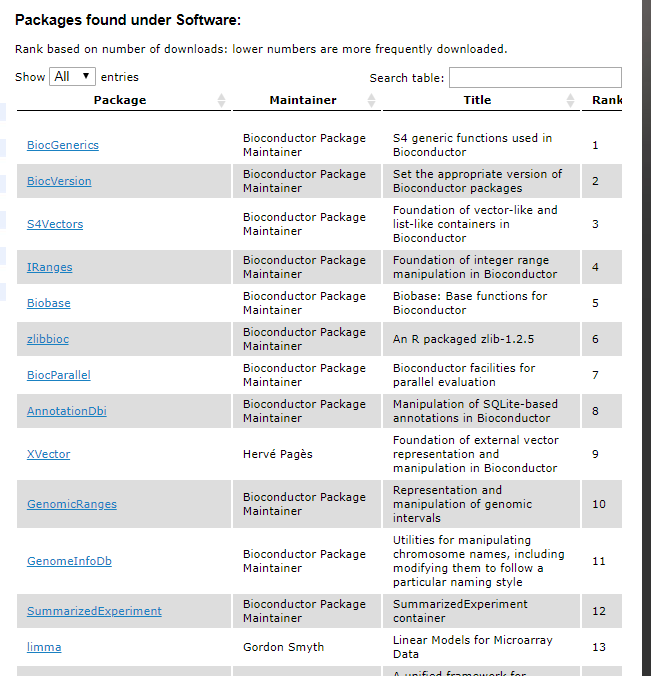 Packages found under Software:
Rank based on number of downloads: lower numbers are more frequently downloaded.
Show All entries
Search table:
Package Maintainer Title Rank
BiocGenerics
Bioconductor Package
Maintainer
S4 generic functions used in
Bioconductor
1
BiocVersion
Bioconductor Package
Maintainer
Set the appropriate version of
Bioconductor packages
2
S4Vectors
Bioconductor Package
Maintainer
Foundation of vector-like and
list-like containers in
Bioconductor
3
IRanges
Bioconductor Package
Maintainer
Foundation of integer range
manipulation in Bioconductor
4
Biobase
Bioconductor Package
Maintainer
Biobase: Base functions for
Bioconductor
5
zlibbioc
Bioconductor Package
Maintainer
An R packaged zlib-1.2.5
6
BiocParallel
Bioconductor Package
Maintainer
Bioconductor facilities for
parallel evaluation
7
AnnotationDbi
Bioconductor Package
Maintainer
Manipulation of SQLite-based
annotations in Bioconductor
8
XVector
Hervé Pagès
Foundation of external vector
representation and
manipulation in Bioconductor
9
GenomicRanges
Bioconductor Package
Maintainer
Representation and
manipulation of genomic
intervals
10
GenomeInfoDb
Bioconductor Package
Maintainer
Utilities for manipulating
chromosome names, including
modifying them to follow a
particular naming style
11
SummarizedExperiment
Bioconductor Package
Maintainer
SummarizedExperiment
container
12
limma
Gordon Smyth
Linear Models for Microarray
Data
13
A unified framework for